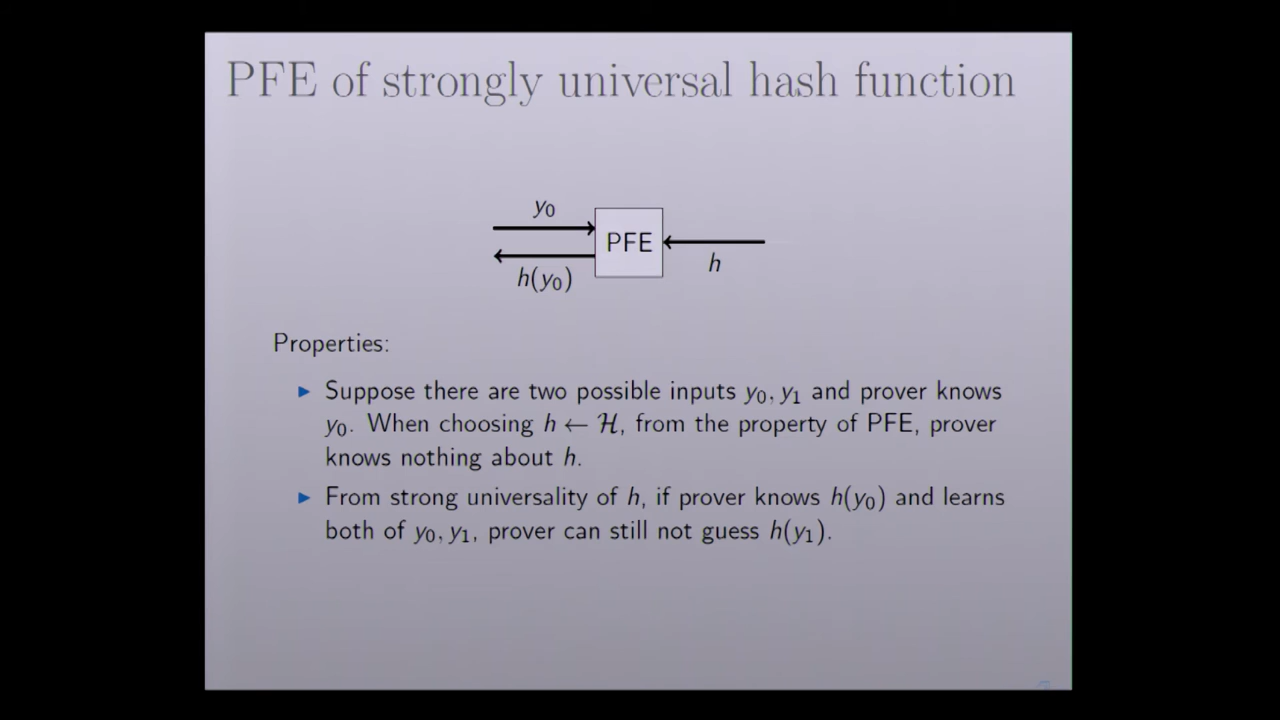 PFE of strongly universal hash function
y₀
PFE
h(y₀)
h
Properties:
▶ Suppose there are two possible inputs y₀, y₁ and prover knows
y₀. When choosing h ← ℋ, from the property of PFE, prover
knows nothing about h.
▶ From strong universality of h, if prover knows h(y₀) and learns
both of y₀, y₁, prover can still not guess h(y₁).